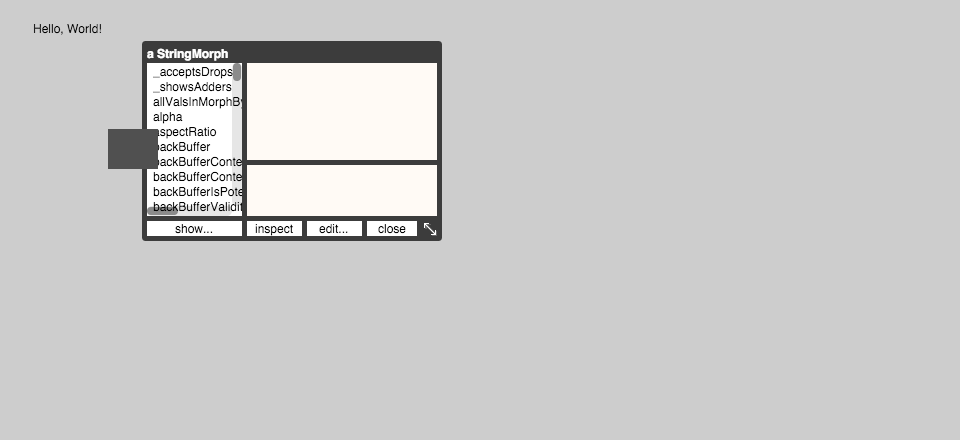 Hello, World!
a StringMorph
_acceptsDrops
_showsAdders
allValsInMorphBy
alpha
aspectRatio
backBuffer
backBufferConte
backBufferConte
backBufferIsPote
backBufferValidit
show... inspect edit... close